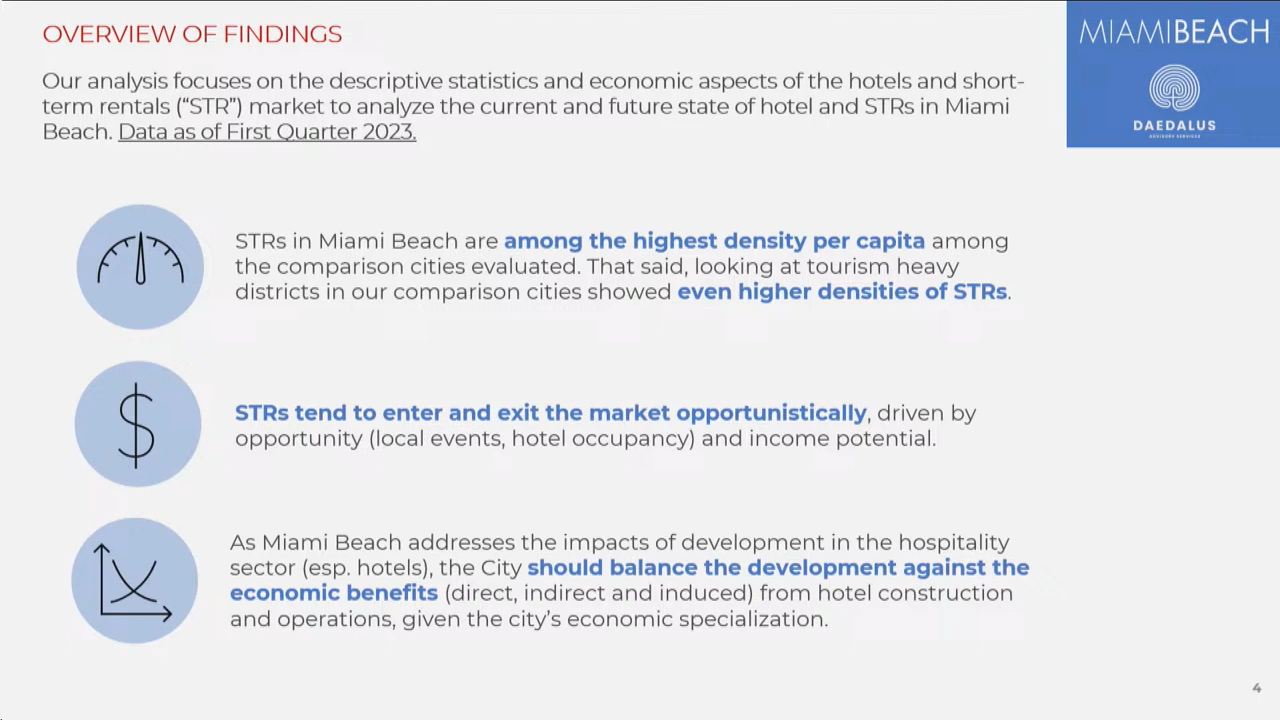 OVERVIEW OF FINDINGS
MIAMIBEACH
DAEDALUS
ADVISORY SERVICES
Our analysis focuses on the descriptive statistics and economic aspects of the hotels and short-
term rentals (“STR”) market to analyze the current and future state of hotel and STRs in Miami
Beach. Data as of First Quarter 2023.
STRs in Miami Beach are among the highest density per capita among
the comparison cities evaluated. That said, looking at tourism heavy
districts in our comparison cities showed even higher densities of STRs.
STRs tend to enter and exit the market opportunistically, driven by
opportunity (local events, hotel occupancy) and income potential.
As Miami Beach addresses the impacts of development in the hospitality
sector (esp. hotels), the City should balance the development against the
economic benefits (direct, indirect and induced) from hotel construction
and operations, given the city’s economic specialization.
4